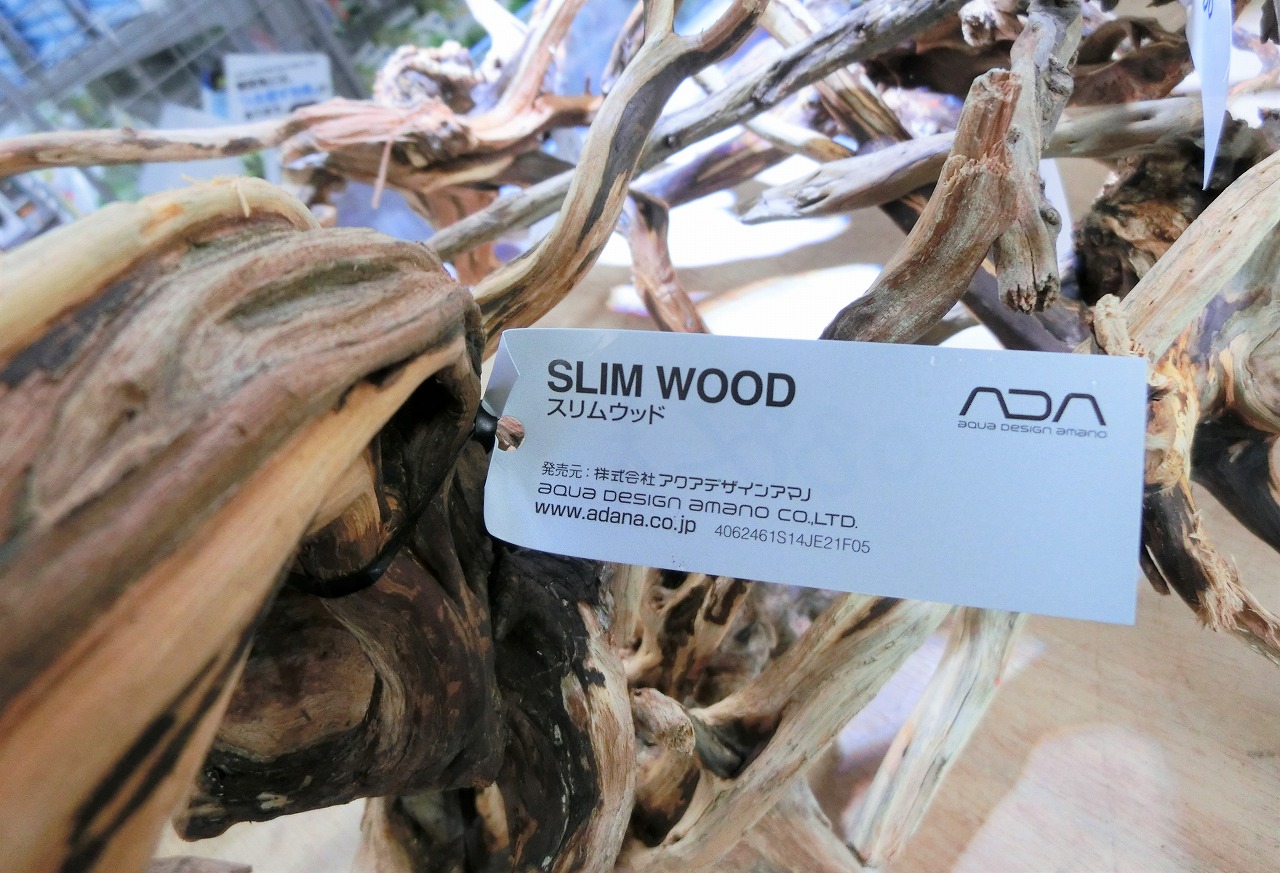 SLIM WOOD
スリムウッド
ADA
aqua DESIGN amano
発売元：株式会社アクアデザインアマノ
aqua DESIGN amano CO.,LTD.
www.adana.co.jp 4062461S14JE21F05